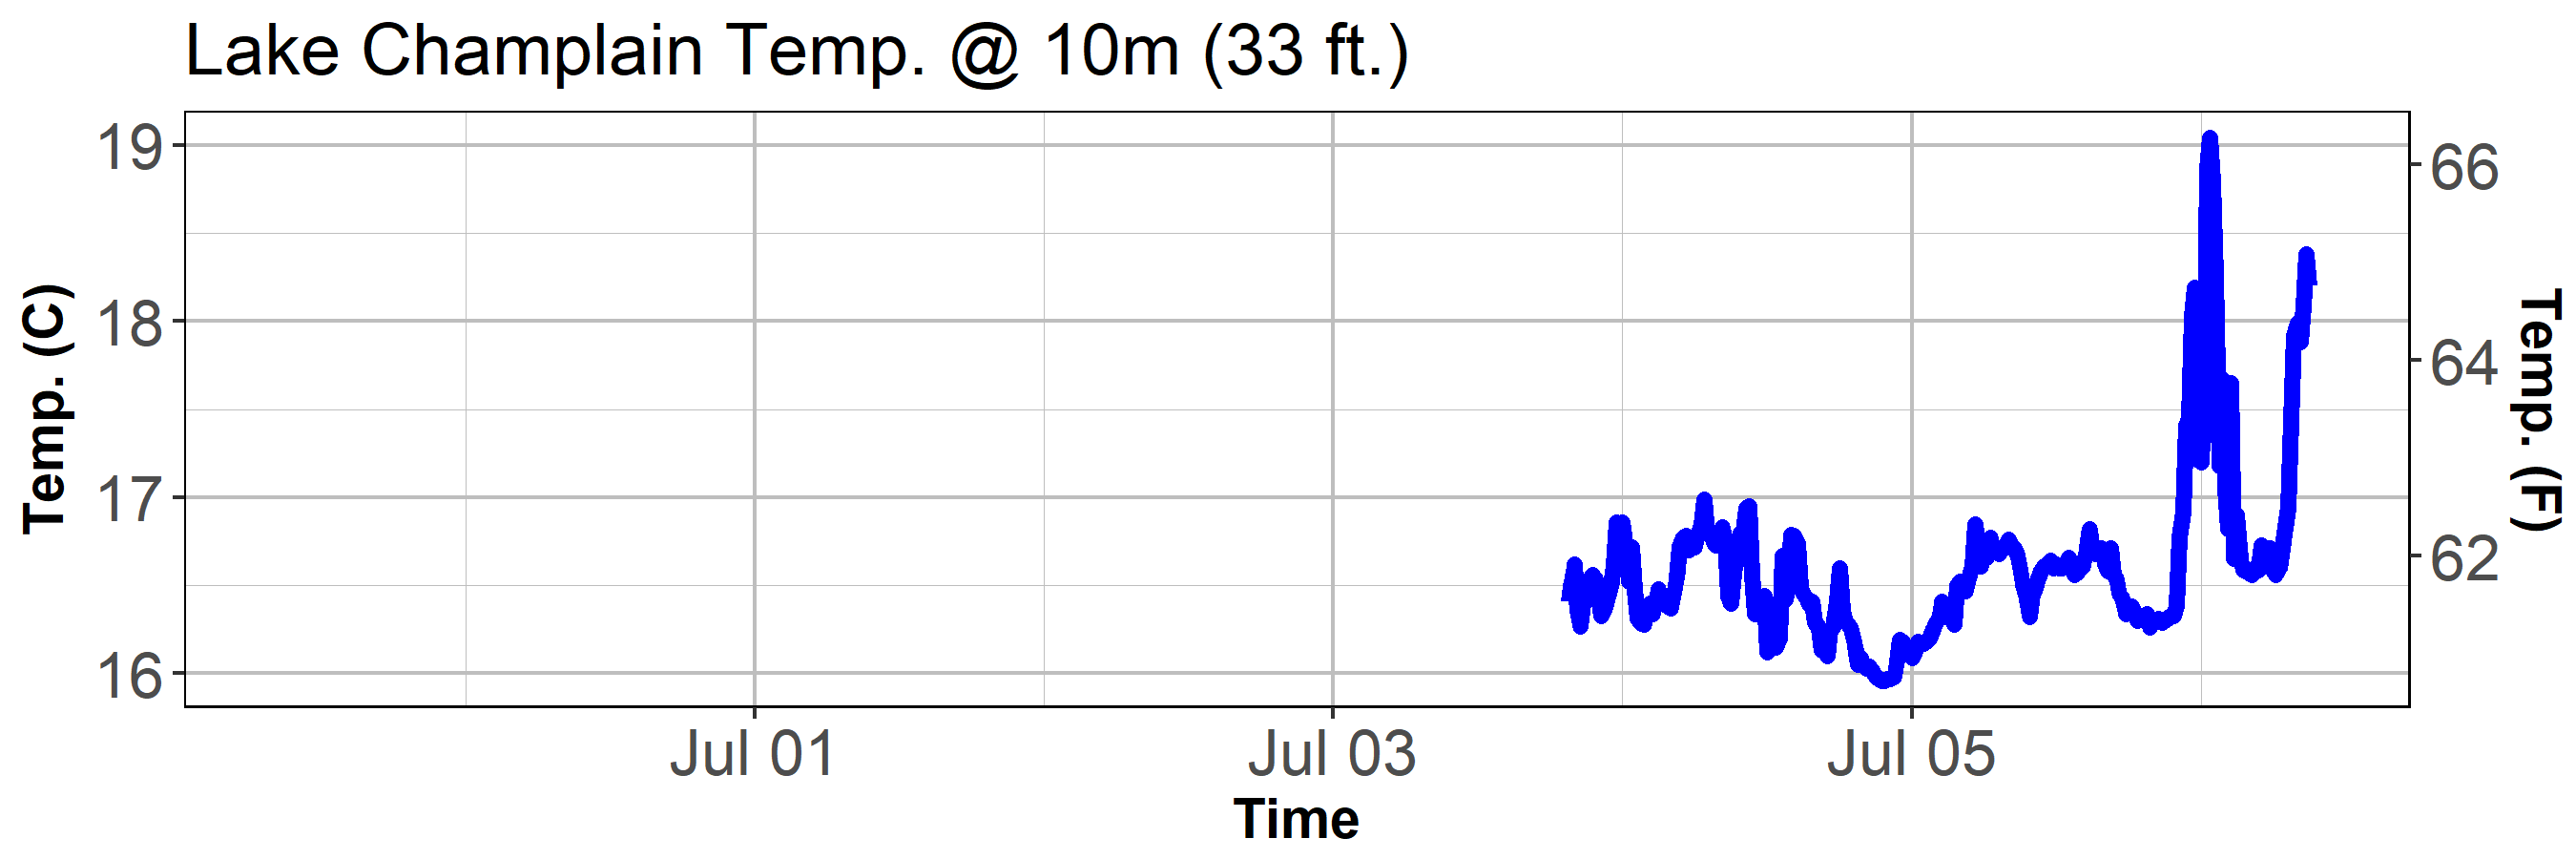 Lake Champlain Temp. @ 10m (33 ft.)
19
18
17
16
Temp. (C)
66
64
62
Temp. (F)
Jul 01
Jul 03
Jul 05
Time